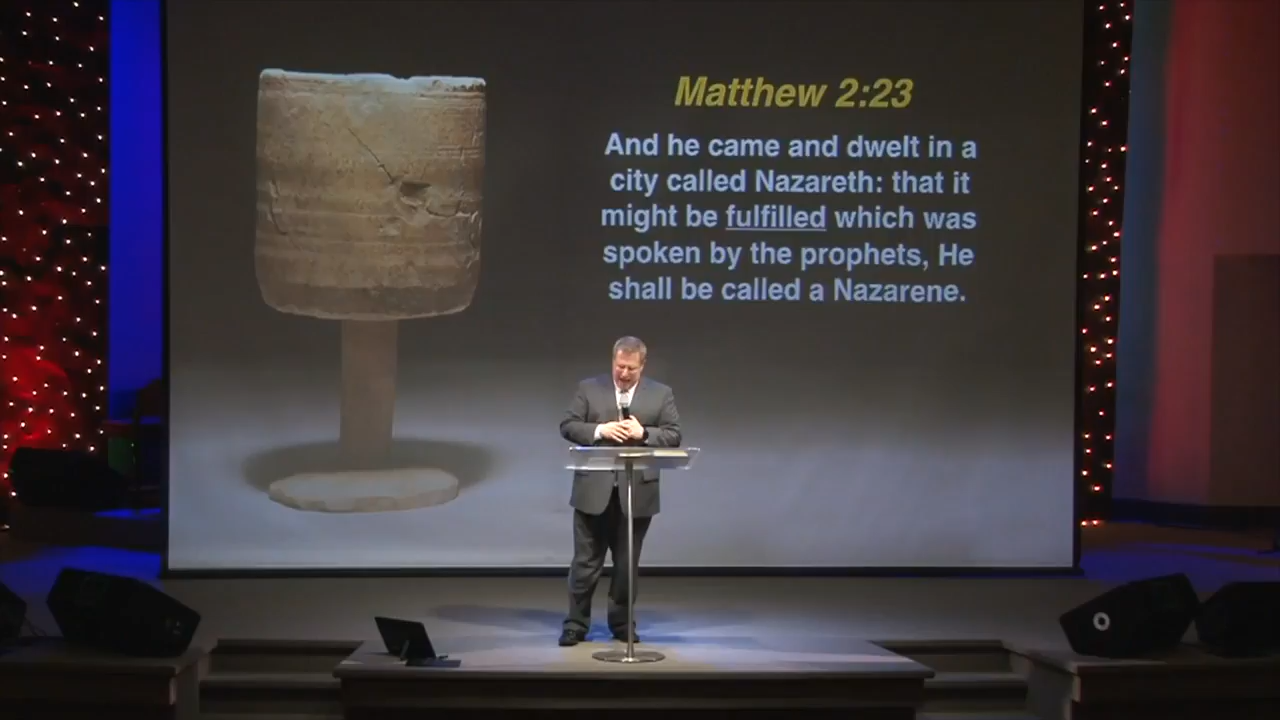 Matthew 2:23
And he came and dwelt in a
city called Nazareth: that it
might be fulfilled which was
spoken by the prophets, He
shall be called a Nazarene.